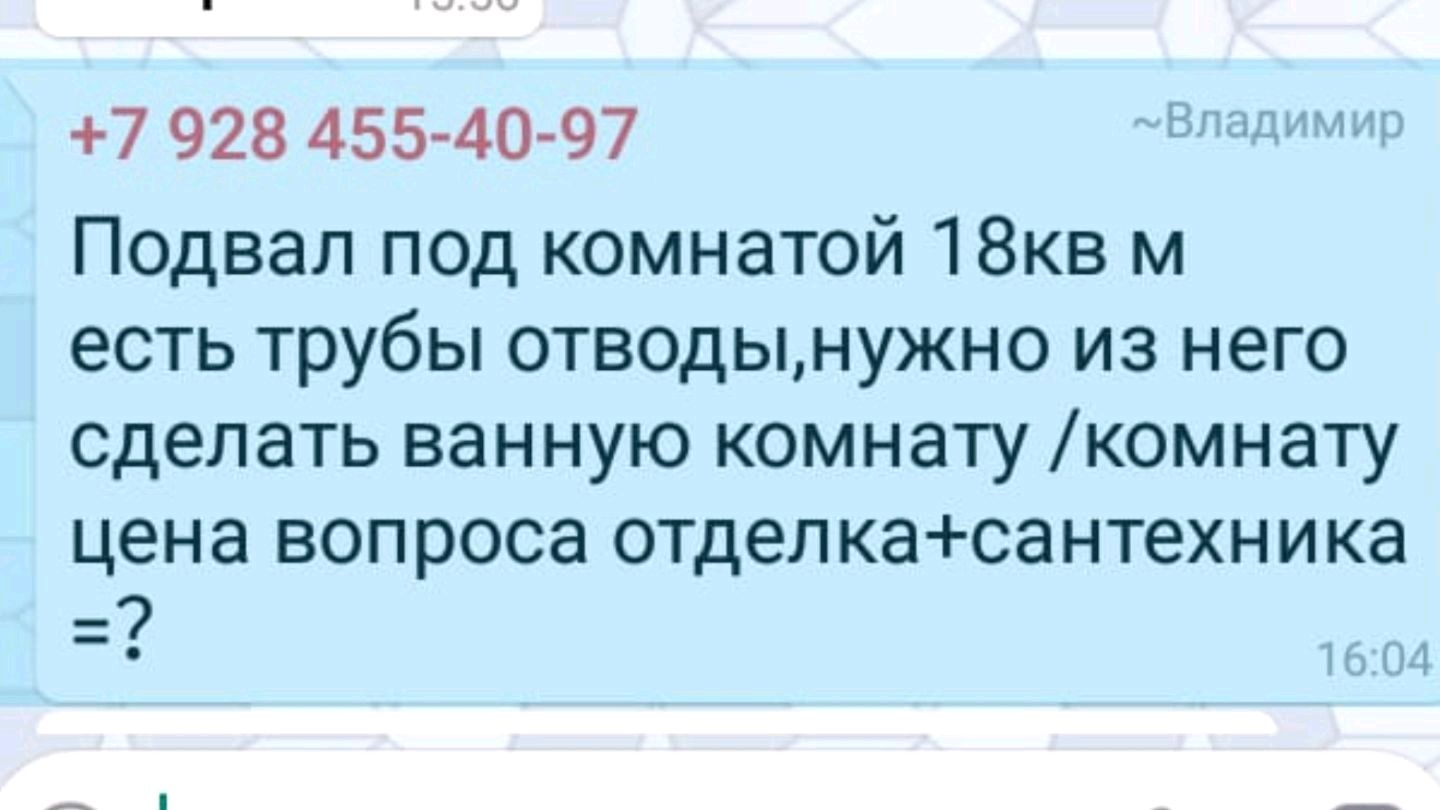 +7 928 455-40-97 ~Владимир
Подвал под комнатой 18кв м
есть трубы отводы,нужно из него
сделать ванную комнату /комнату
цена вопроса отделка+сантехника
=?
16:04